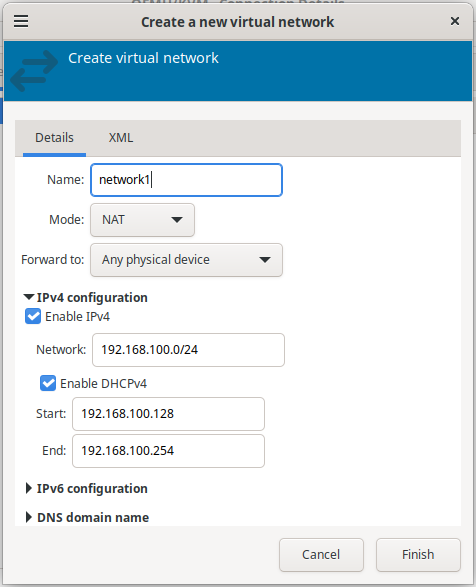 Create a new virtual network
Create virtual network
Details XML
Name: network1
Mode: NAT
Forward to: Any physical device
IPv4 configuration
Enable IPv4
Network: 192.168.100.0/24
Enable DHCPv4
Start: 192.168.100.128
End: 192.168.100.254
IPv6 configuration
DNS domain name
Cancel Finish